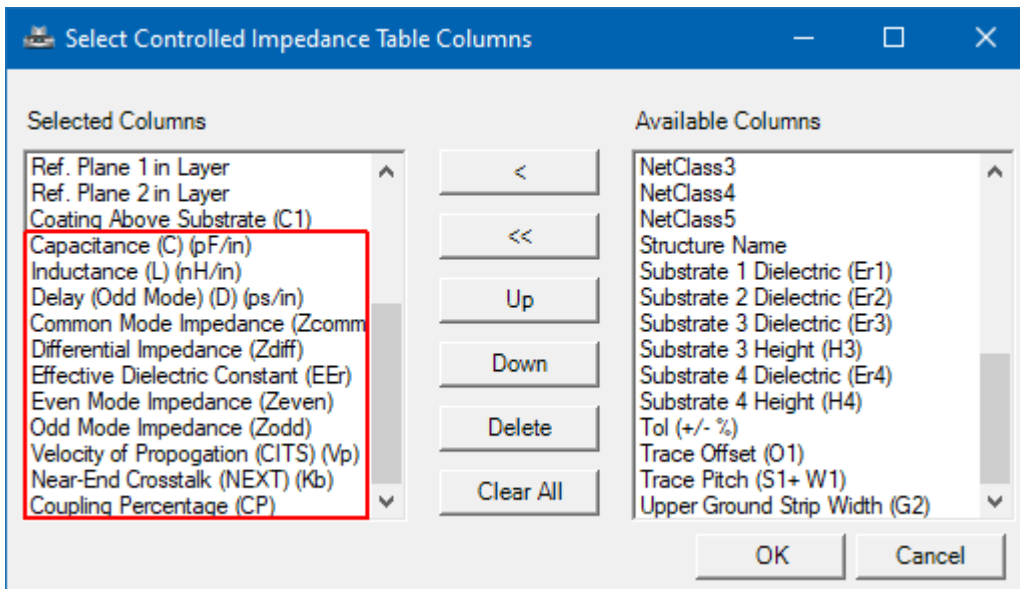 Select Controlled Impedance Table Columns
Selected Columns
Ref. Plane 1 in Layer
Ref. Plane 2 in Layer
Coating Above Substrate (C1)
Capacitance (C) (pF/in)
Inductance (L) (nH/in)
Delay (Odd Mode) (D) (ps/in)
Common Mode Impedance (Zcomm
Differential Impedance (Zdiff)
Effective Dielectric Constant (EEr)
Even Mode Impedance (Zeven)
Odd Mode Impedance (Zodd)
Velocity of Propogation (CITS) (Vp)
Near-End Crosstalk (NEXT) (Kb)
Coupling Percentage (CP)
<
<<
Up
Down
Delete
Clear All
Available Columns
NetClass3
NetClass4
NetClass5
Structure Name
Substrate 1 Dielectric (Er1)
Substrate 2 Dielectric (Er2)
Substrate 3 Dielectric (Er3)
Substrate 3 Height (H3)
Substrate 4 Dielectric (Er4)
Substrate 4 Height (H4)
Tol (+/- %)
Trace Offset (O1)
Trace Pitch (S1+ W1)
Upper Ground Strip Width (G2)
OK
Cancel